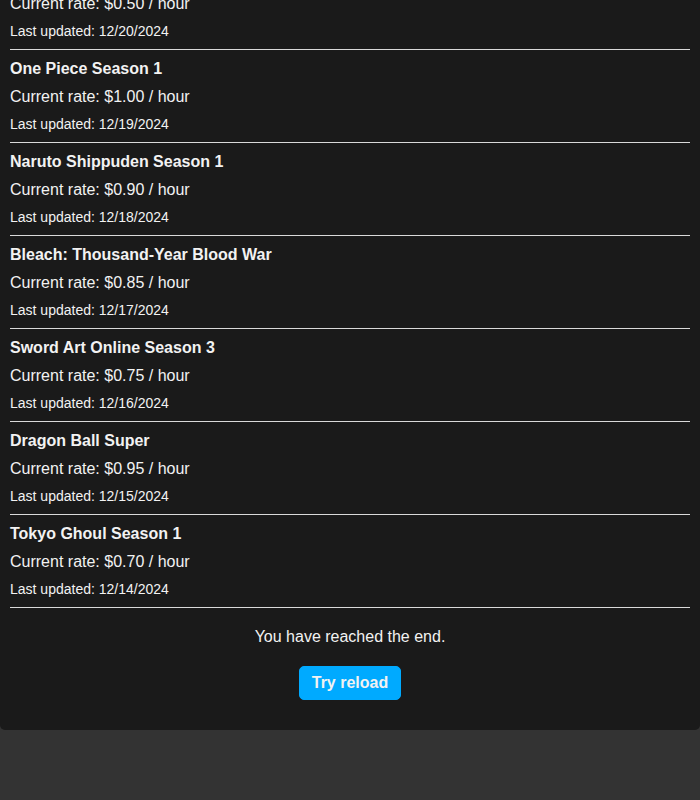 Current rate: $0.50 / hour
Last updated: 12/20/2024
One Piece Season 1
Current rate: $1.00 / hour
Last updated: 12/19/2024
Naruto Shippuden Season 1
Current rate: $0.90 / hour
Last updated: 12/18/2024
Bleach: Thousand-Year Blood War
Current rate: $0.85 / hour
Last updated: 12/17/2024
Sword Art Online Season 3
Current rate: $0.75 / hour
Last updated: 12/16/2024
Dragon Ball Super
Current rate: $0.95 / hour
Last updated: 12/15/2024
Tokyo Ghoul Season 1
Current rate: $0.70 / hour
Last updated: 12/14/2024
You have reached the end.
Try reload